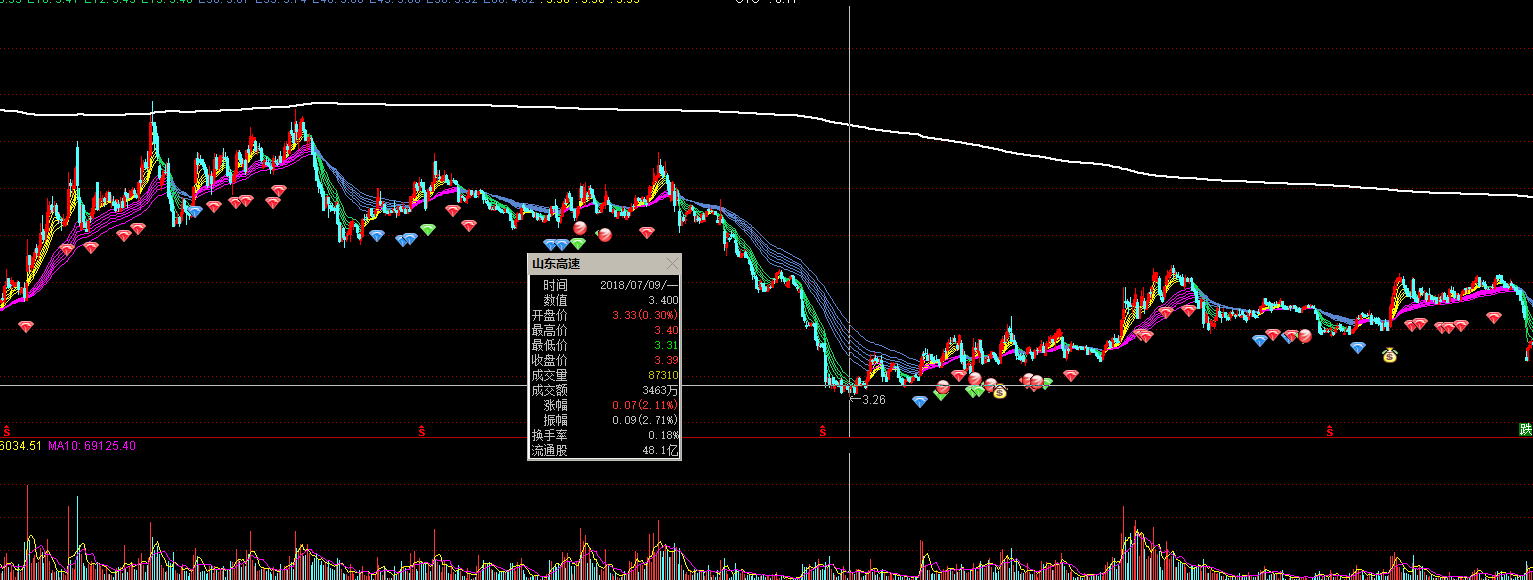 山东高速
时间 2018/07/09/一
数值 3.400
开盘价 3.33(0.30%)
最高价 3.40
最低价 3.31
收盘价 3.39
成交量 87310
成交额 3463万
涨幅 0.07(2.11%)
振幅 0.09(2.71%)
换手率 0.18%
流通股 48.1亿
←3.26
S S S S
跌
6034.51 MA10: 69125.40